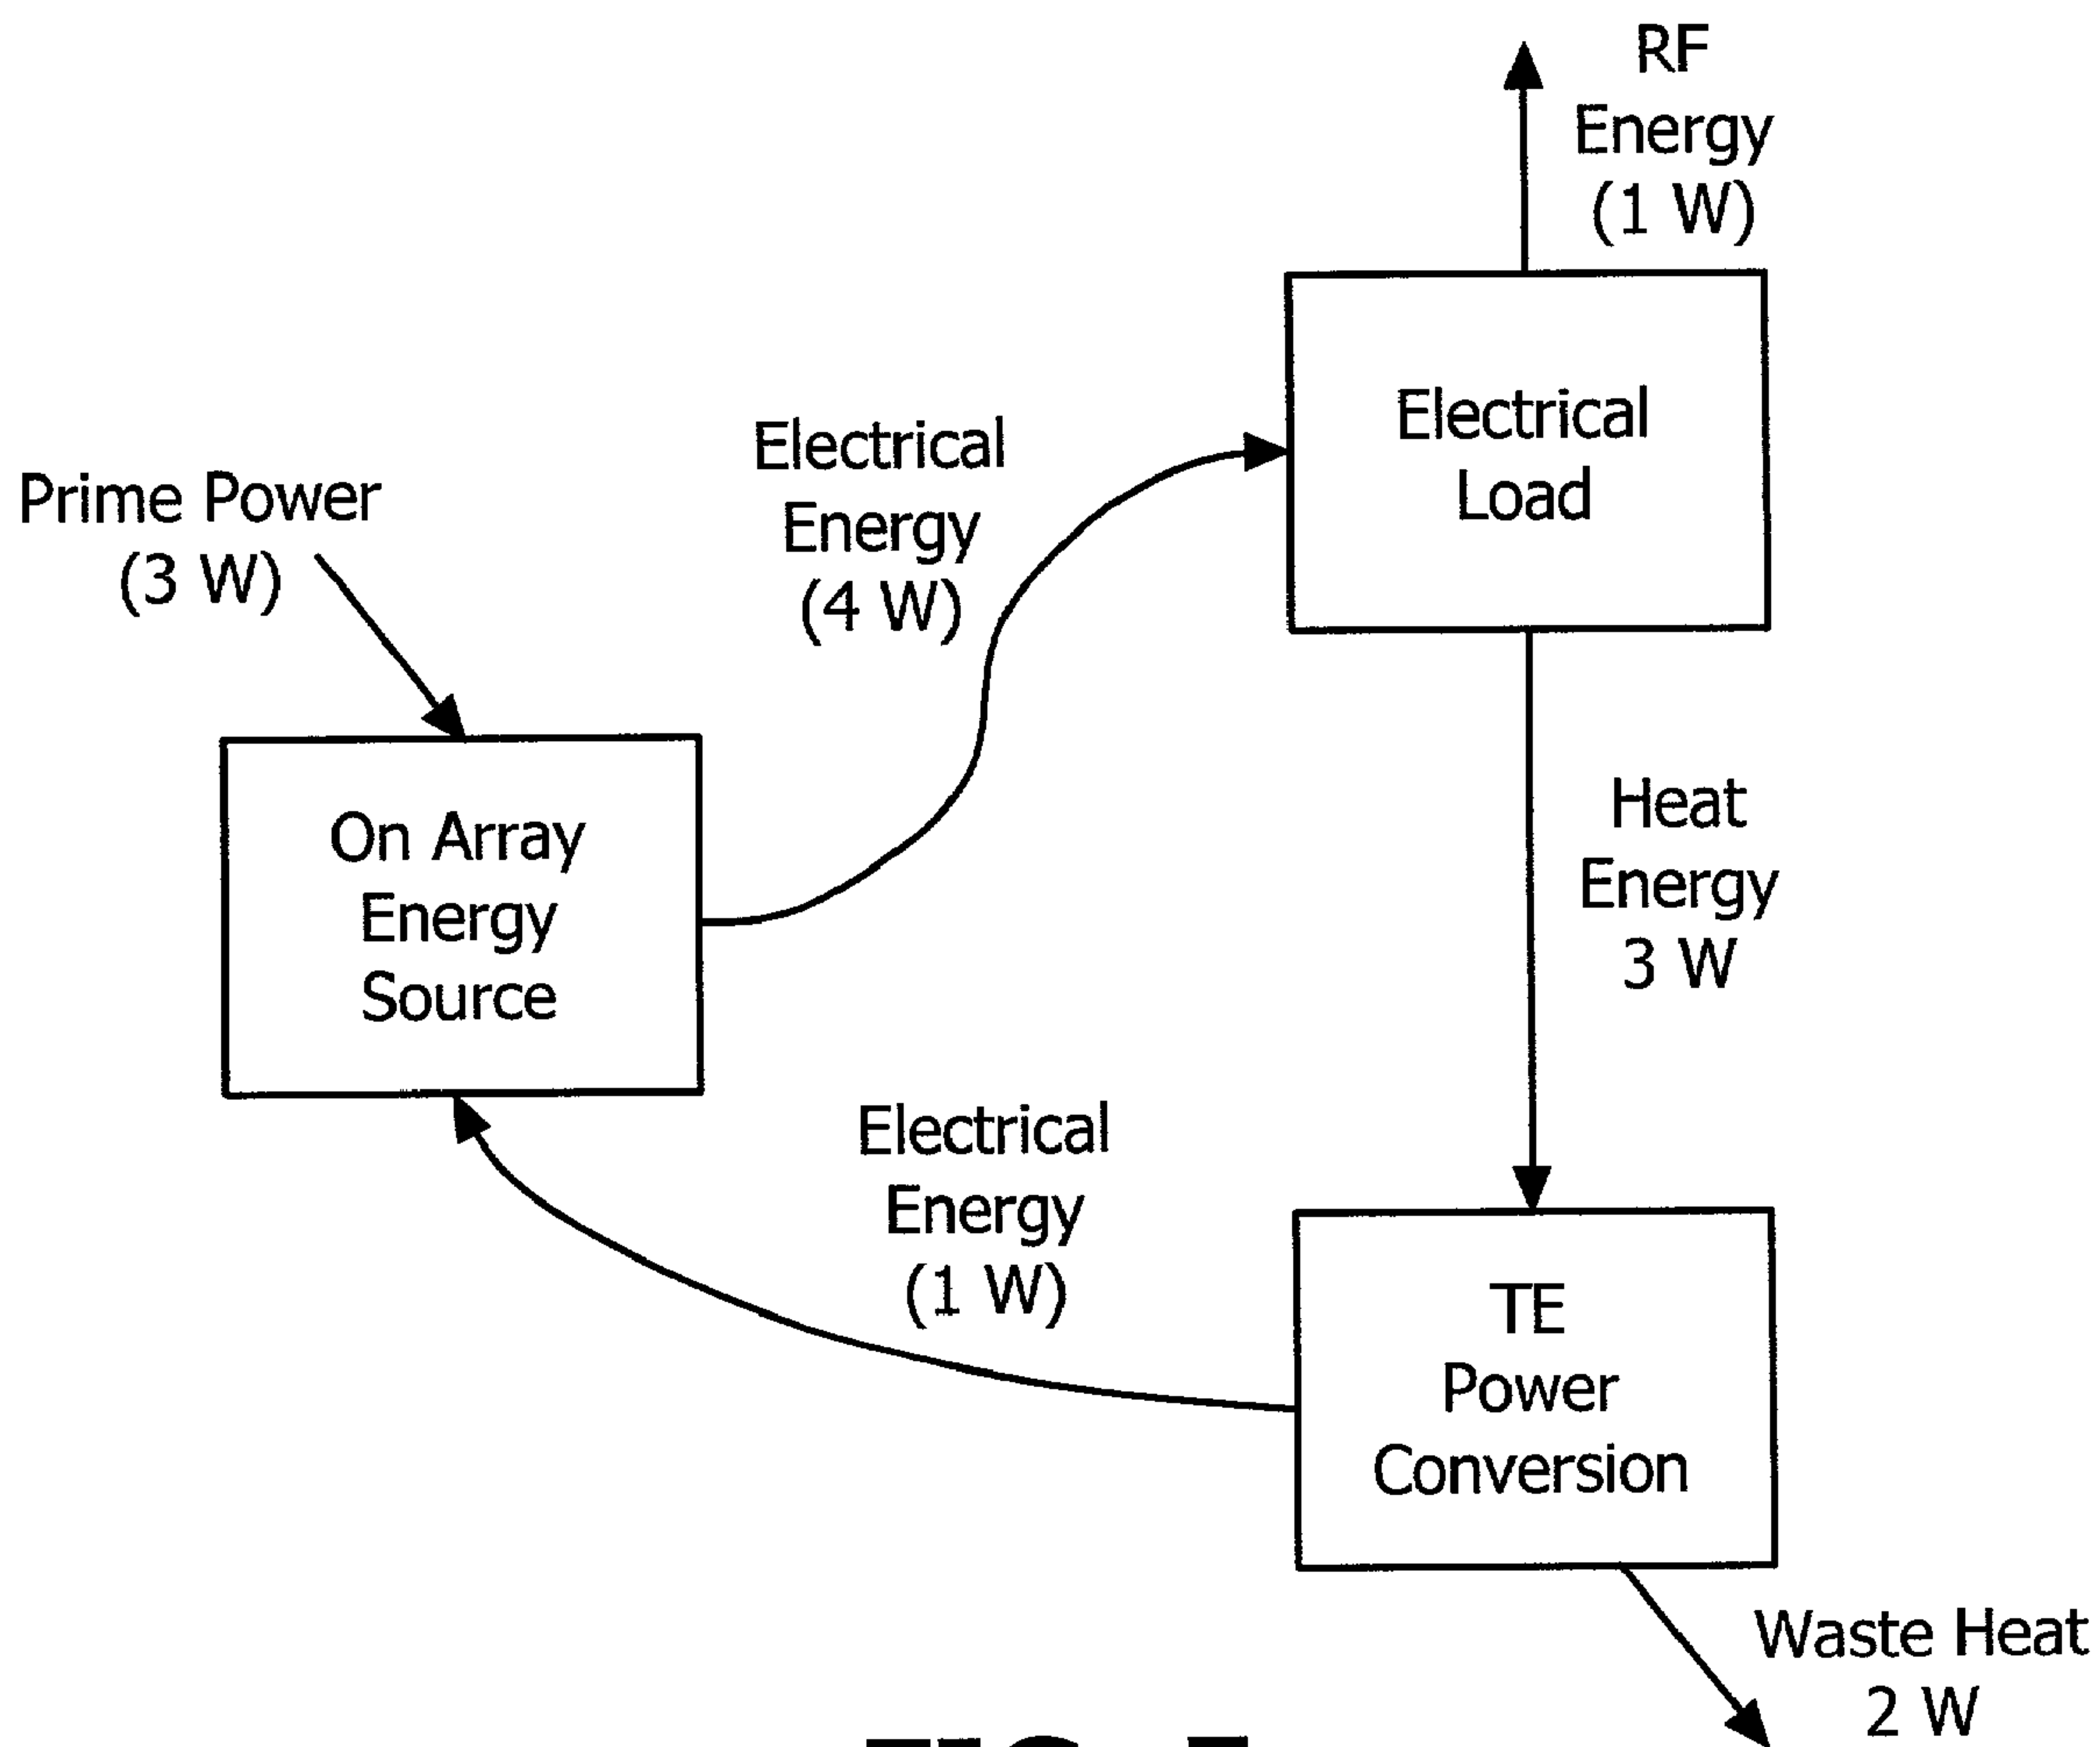 RF
Energy
(1 W)
Electrical
Load
Electrical
Energy
(4 W)
Prime Power
(3 W)
On Array
Energy
Source
Heat
Energy
3 W
Electrical
Energy
(1 W)
TE
Power
Conversion
Waste Heat
2 W